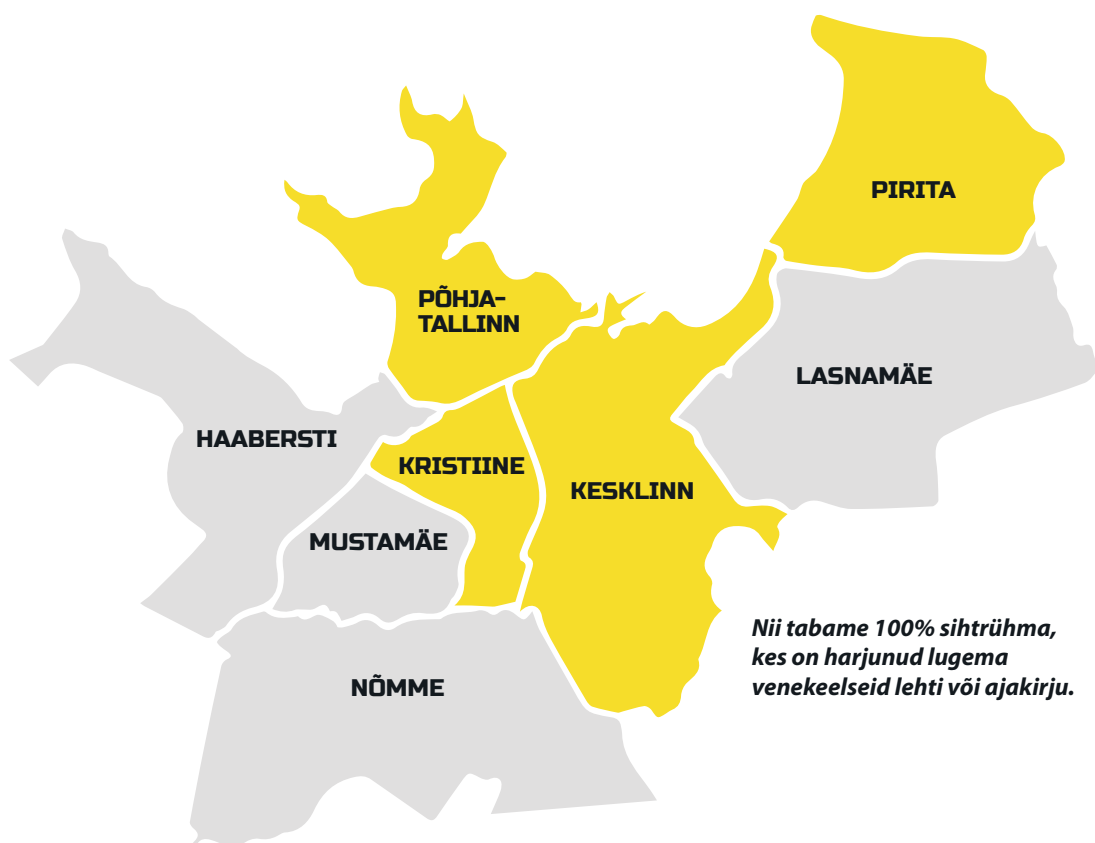 PIRITA
PÕHJA-
TALLINN
LASNAMÄE
HAABERSTI
KRISTIINE
KESKLINN
MUSTAMÄE
Nii tabame 100% sihtrühma,
kes on harjunud lugema
venekeelseid lehti või ajakirju.
NÕMME